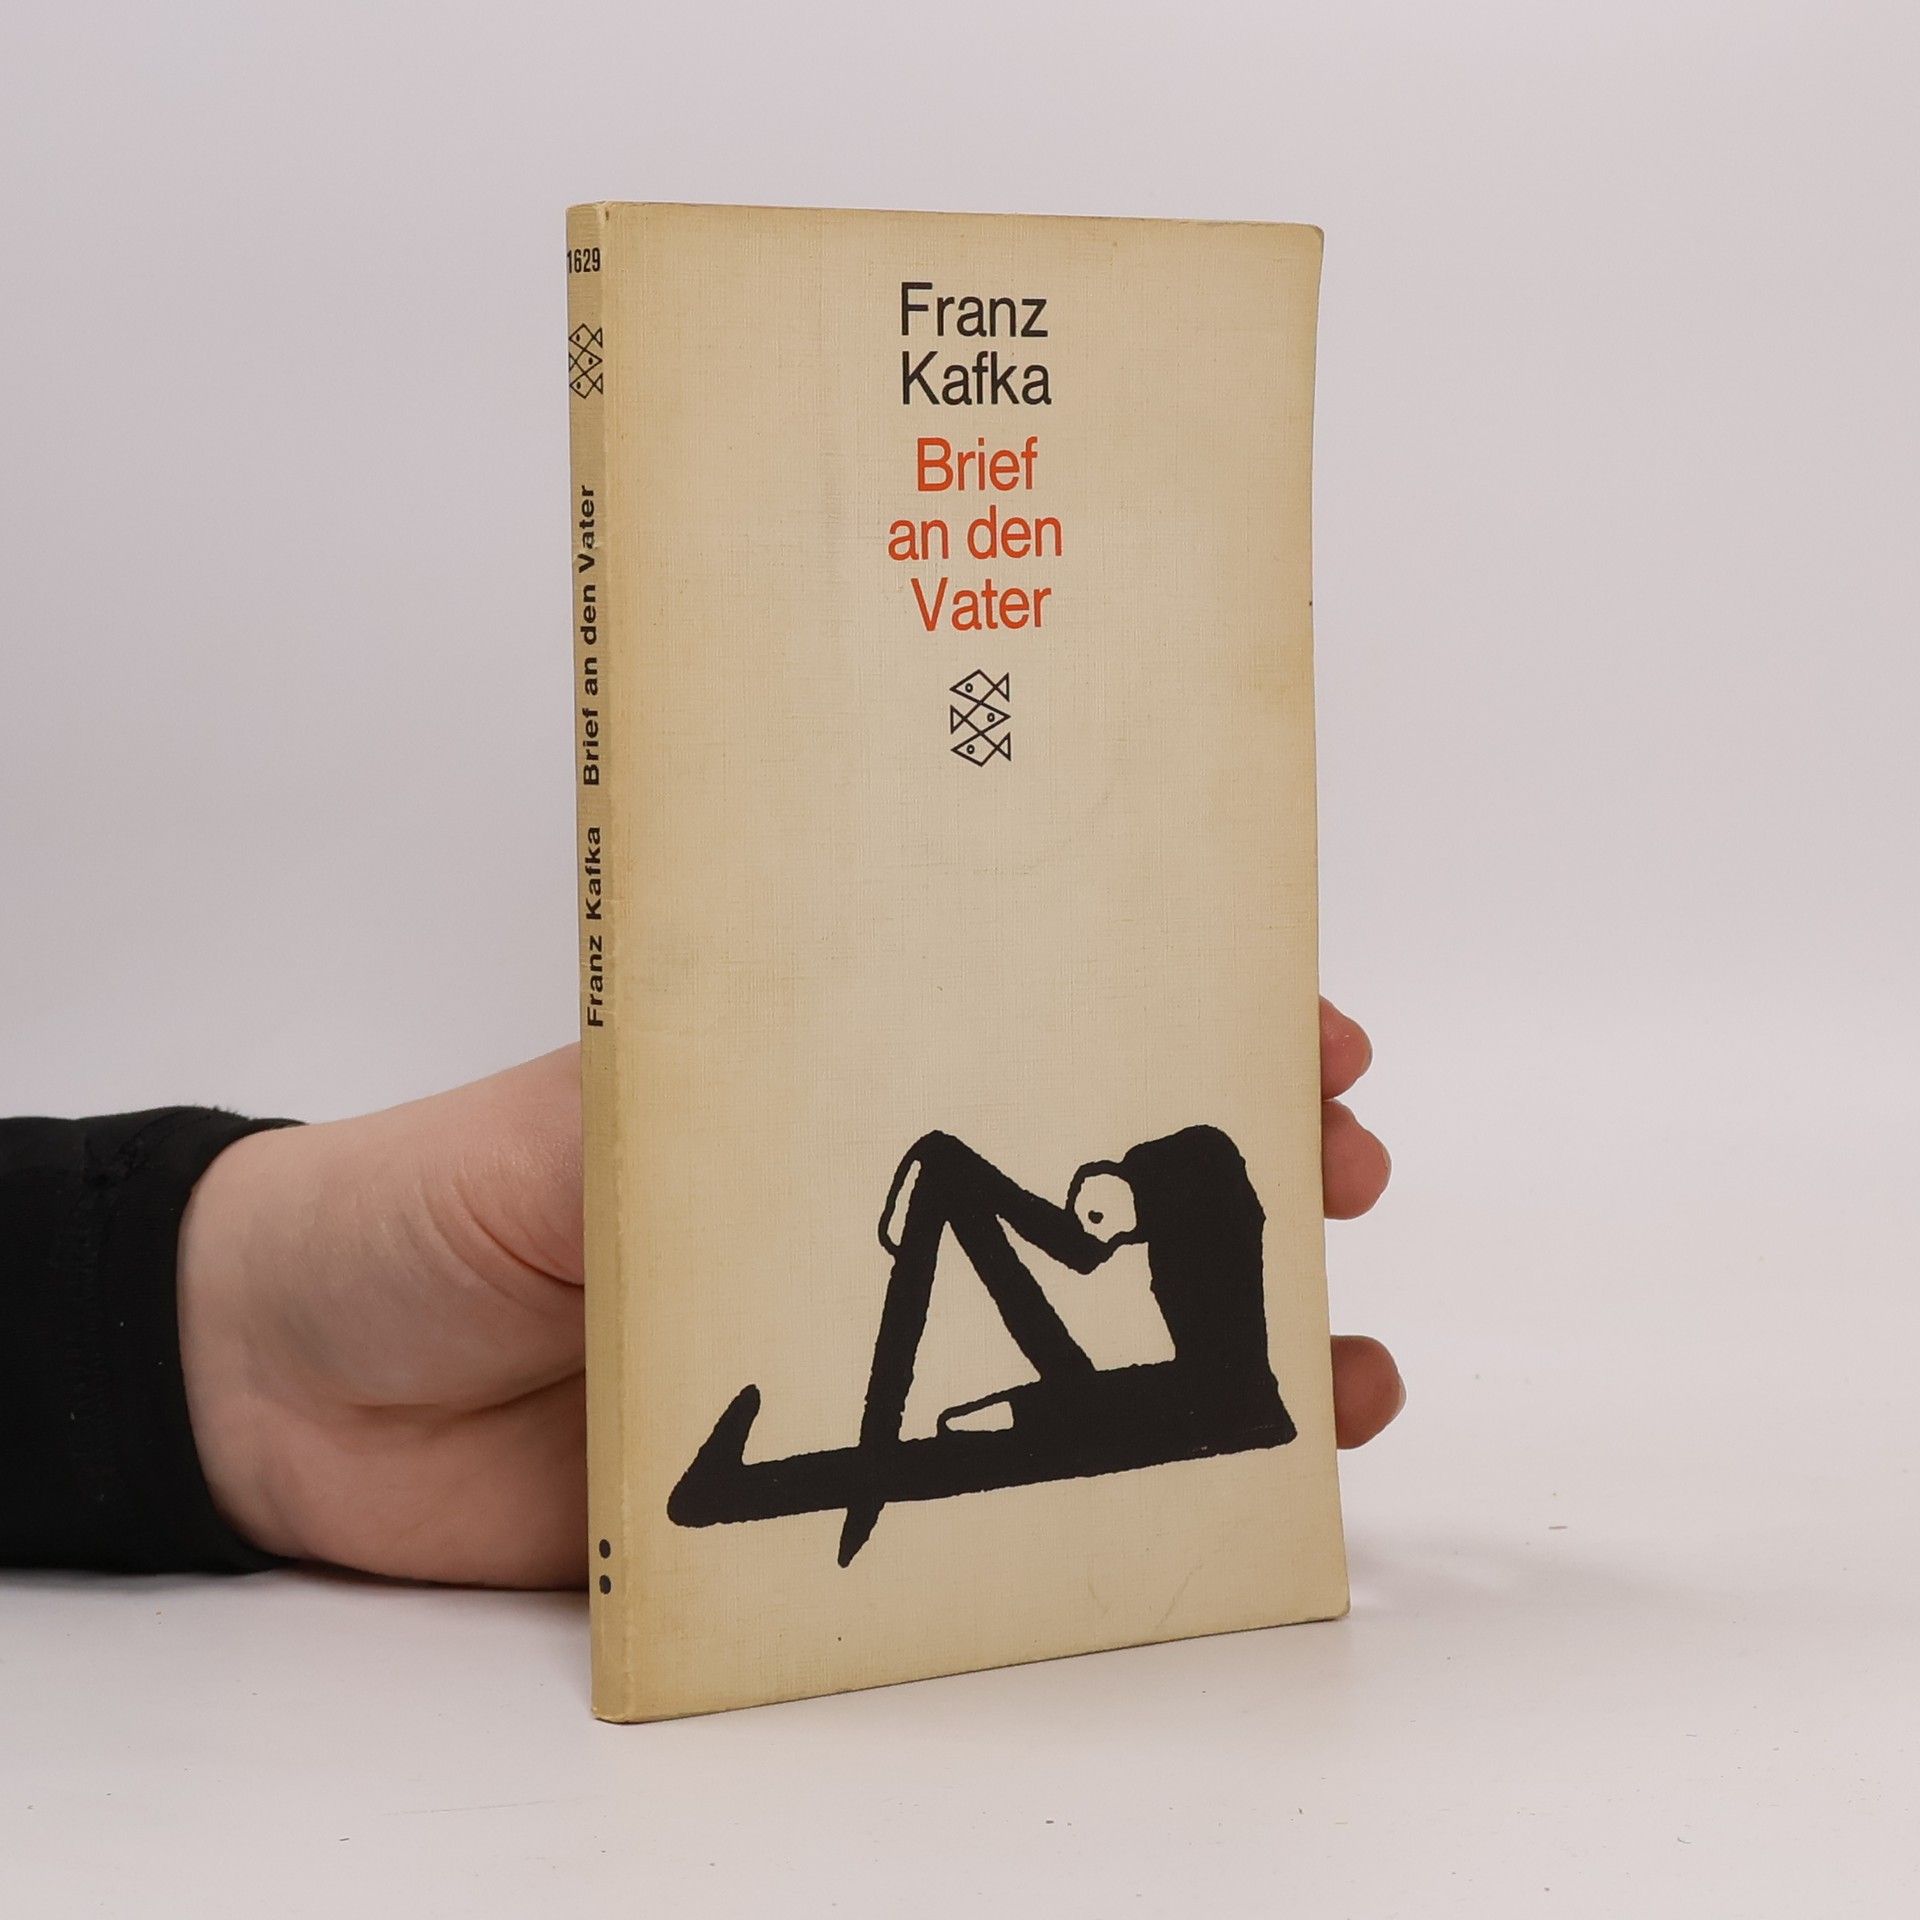 1629
Franz Kafka Brief an den Vater
Franz
Kafka
Brief
an den
Vater